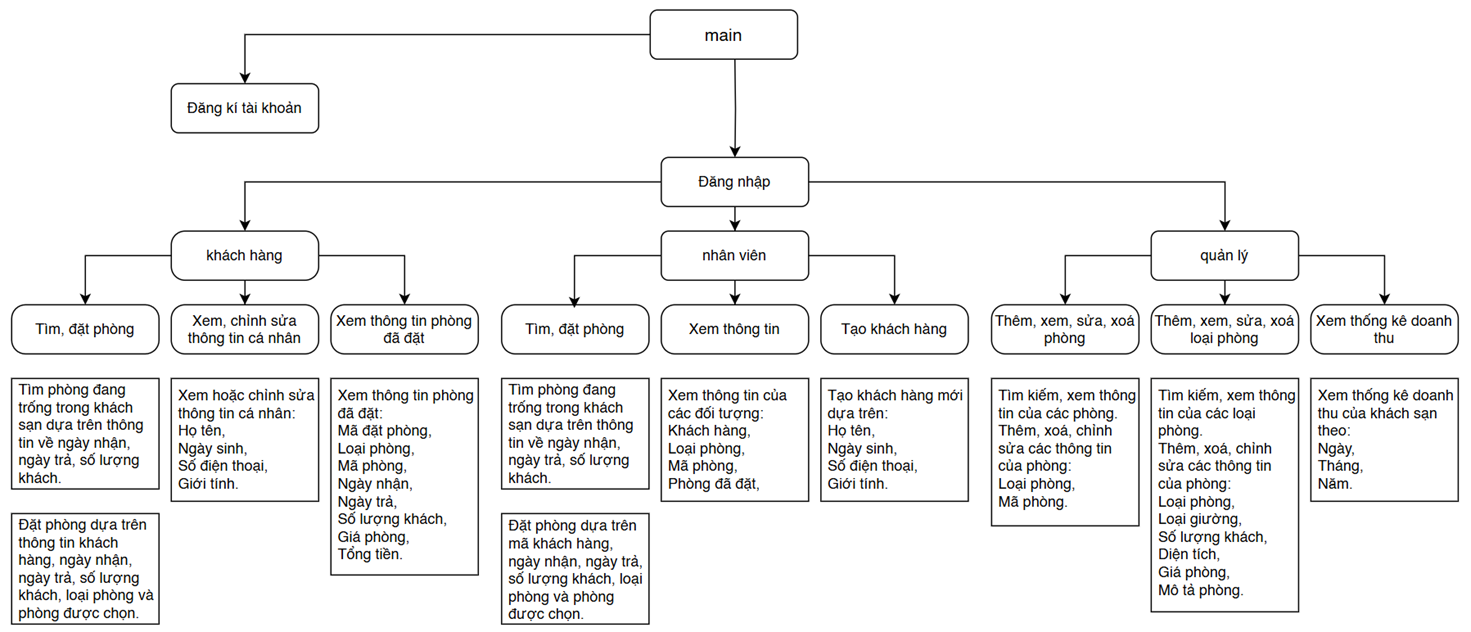 main
Đăng kí tài khoản
Đăng nhập
khách hàng
nhân viên
quản lý
Tìm, đặt phòng
Xem, chỉnh sửa
thông tin cá nhân
Xem thông tin phòng
đã đặt
Tìm, đặt phòng
Xem thông tin
Tạo khách hàng
Thêm, xem, sửa, xoá
phòng
Thêm, xem, sửa, xoá
loại phòng
Xem thống kê doanh
thu
Tìm phòng đang
trống trong khách
sạn dựa trên thông
tin về ngày nhận,
ngày trả, số lượng
khách.
Đặt phòng dựa trên
thông tin khách
hàng, ngày nhận,
ngày trả, số lượng
khách, loại phòng và
phòng được chọn.
Xem hoặc chỉnh sửa
thông tin cá nhân:
Họ tên,
Ngày sinh,
Số điện thoại,
Giới tính.
Xem thông tin phòng
đã đặt:
Mã đặt phòng,
Loại phòng,
Mã phòng,
Ngày nhận,
Ngày trả,
Số lượng khách,
Giá phòng,
Tổng tiền.
Tìm phòng đang
trống trong khách
sạn dựa trên thông
tin về ngày nhận,
ngày trả, số lượng
khách.
Đặt phòng dựa trên
mã khách hàng,
ngày nhận, ngày trả,
số lượng khách, loại
phòng và phòng
được chọn.
Xem thông tin của
các đối tượng:
Khách hàng,
Loại phòng,
Mã phòng,
Phòng đã đặt,
Tạo khách hàng mới
dựa trên:
Họ tên,
Ngày sinh,
Số điện thoại,
Giới tính.
Tìm kiếm, xem thông
tin của các phòng.
Thêm, xoá, chỉnh
sửa các thông tin
của phòng:
Loại phòng,
Mã phòng.
Tìm kiếm, xem thông
tin của các loại
phòng.
Thêm, xoá, chỉnh
sửa các thông tin
của phòng:
Loại phòng,
Loại giường,
Số lượng khách,
Diện tích,
Giá phòng,
Mô tả phòng.
Xem thống kê doanh
thu của khách sạn
theo:
Ngày,
Tháng,
Năm.